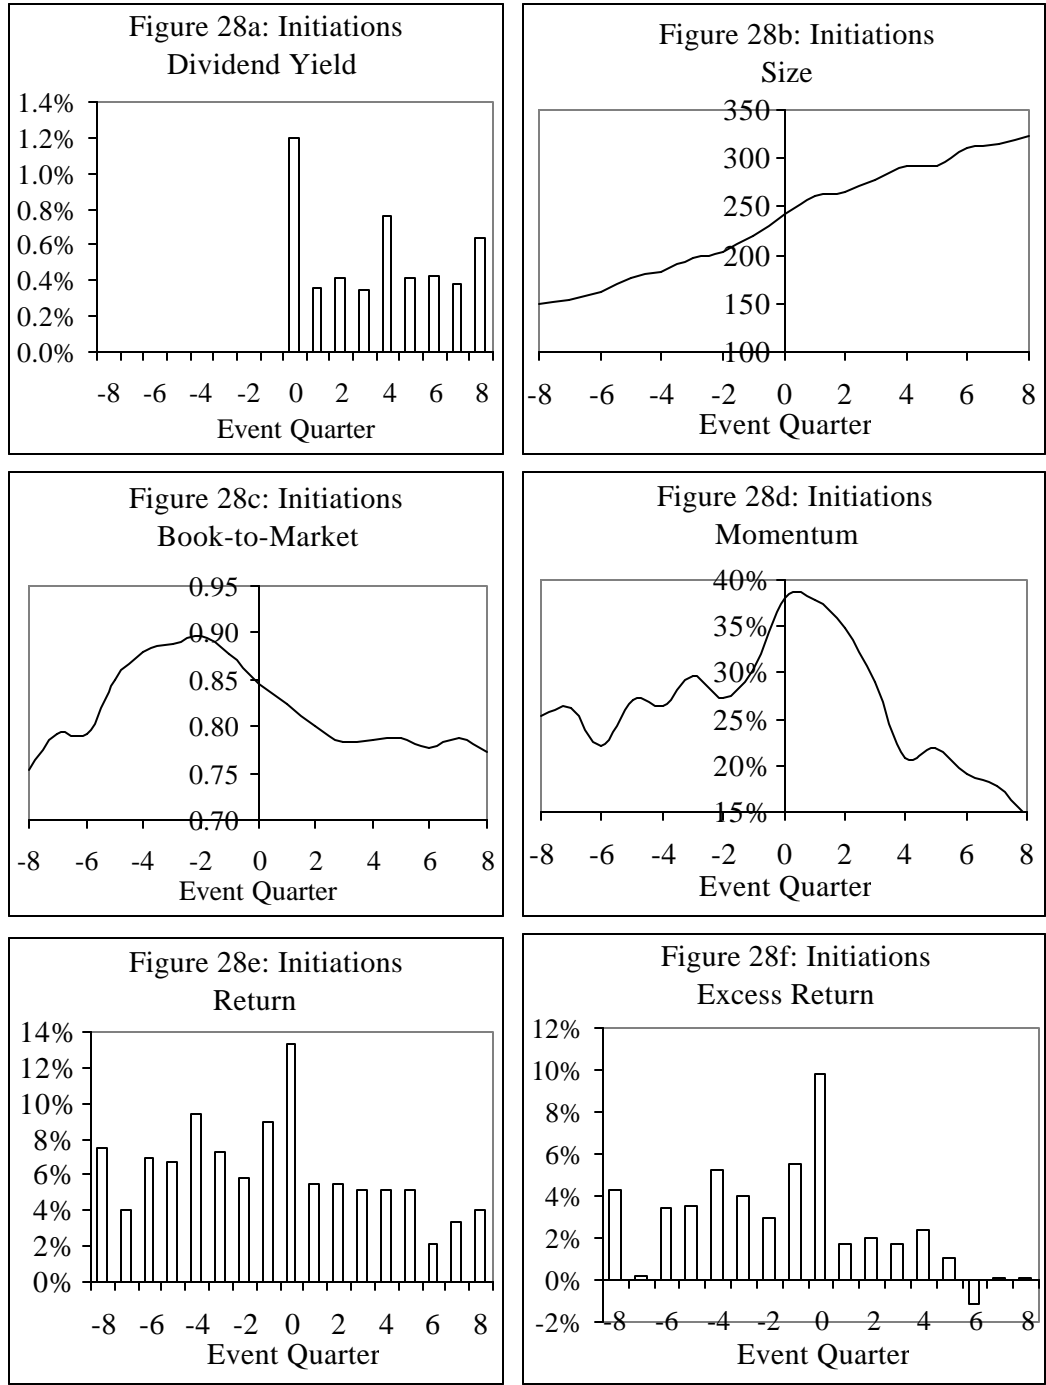 Figure 28a: Initiations
Dividend Yield
1.4%
1.2%
1.0%
0.8%
0.6%
0.4%
0.2%
0.0%
-8 -6 -4 -2 0 2 4 6 8
Event Quarter
Figure 28b: Initiations
Size
350
300
250
200
150
100
-8 -6 -4 -2 0 2 4 6 8
Event Quarter
Figure 28c: Initiations
Book-to-Market
0.95
0.90
0.85
0.80
0.75
0.70
-8 -6 -4 -2 0 2 4 6 8
Event Quarter
Figure 28d: Initiations
Momentum
40%
35%
30%
25%
20%
15%
-8 -6 -4 -2 0 2 4 6 8
Event Quarter
Figure 28e: Initiations
Return
14%
12%
10%
8%
6%
4%
2%
0%
-8 -6 -4 -2 0 2 4 6 8
Event Quarter
Figure 28f: Initiations
Excess Return
12%
10%
8%
6%
4%
2%
0%
-2%
-8 -6 -4 -2 0 2 4 6 8
Event Quarter